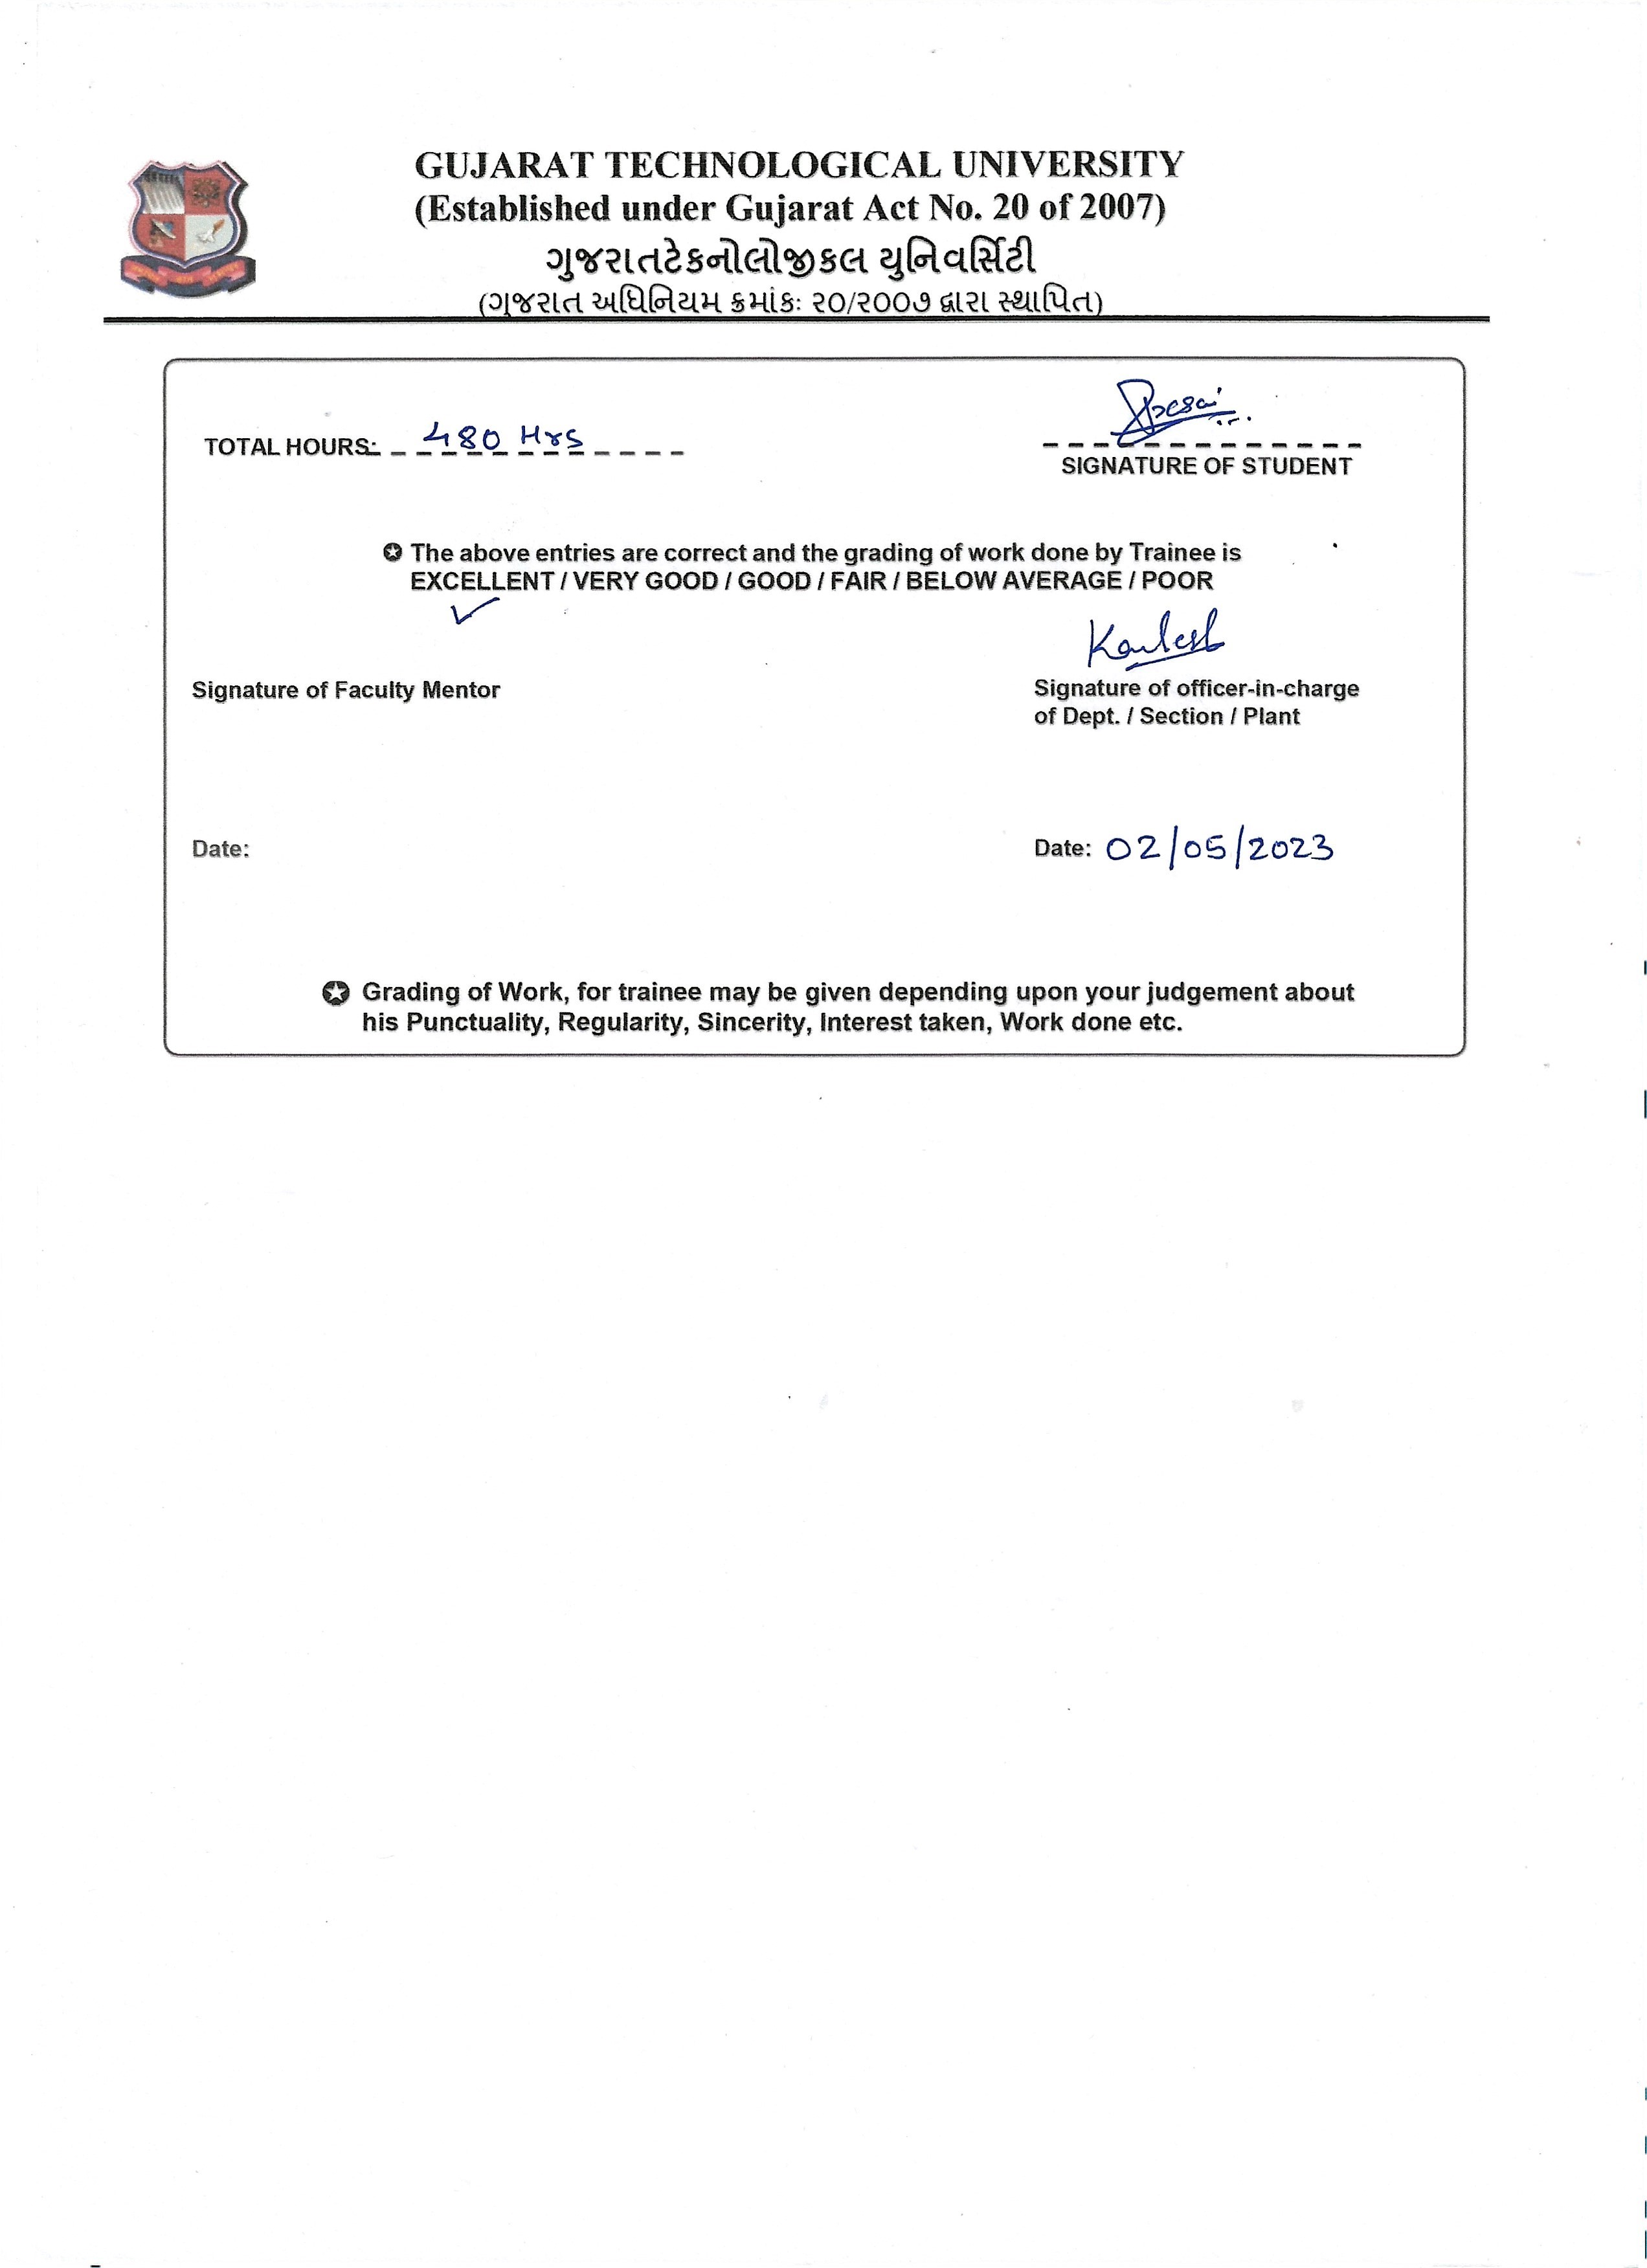 GUJARAT TECHNOLOGICAL UNIVERSITY
(Established under Gujarat Act No. 20 of 2007)
ગુજરાતટેકનોલોજીકલ યુનિવર્સિટી
(ગુજરાત અધિનિયમ ક્રમાંકઃ ૨૦/૨૦૦૭ દ્વારા સ્થાપિત)
Desai
TOTAL HOURS: 480 Hrs
SIGNATURE OF STUDENT
✪ The above entries are correct and the grading of work done by Trainee is
EXCELLENT / VERY GOOD / GOOD / FAIR / BELOW AVERAGE / POOR
✓
Signature of Faculty Mentor
Signature of officer-in-charge
of Dept. / Section / Plant
Date:
Date: 02/05/2023
✪ Grading of Work, for trainee may be given depending upon your judgement about
his Punctuality, Regularity, Sincerity, Interest taken, Work done etc.